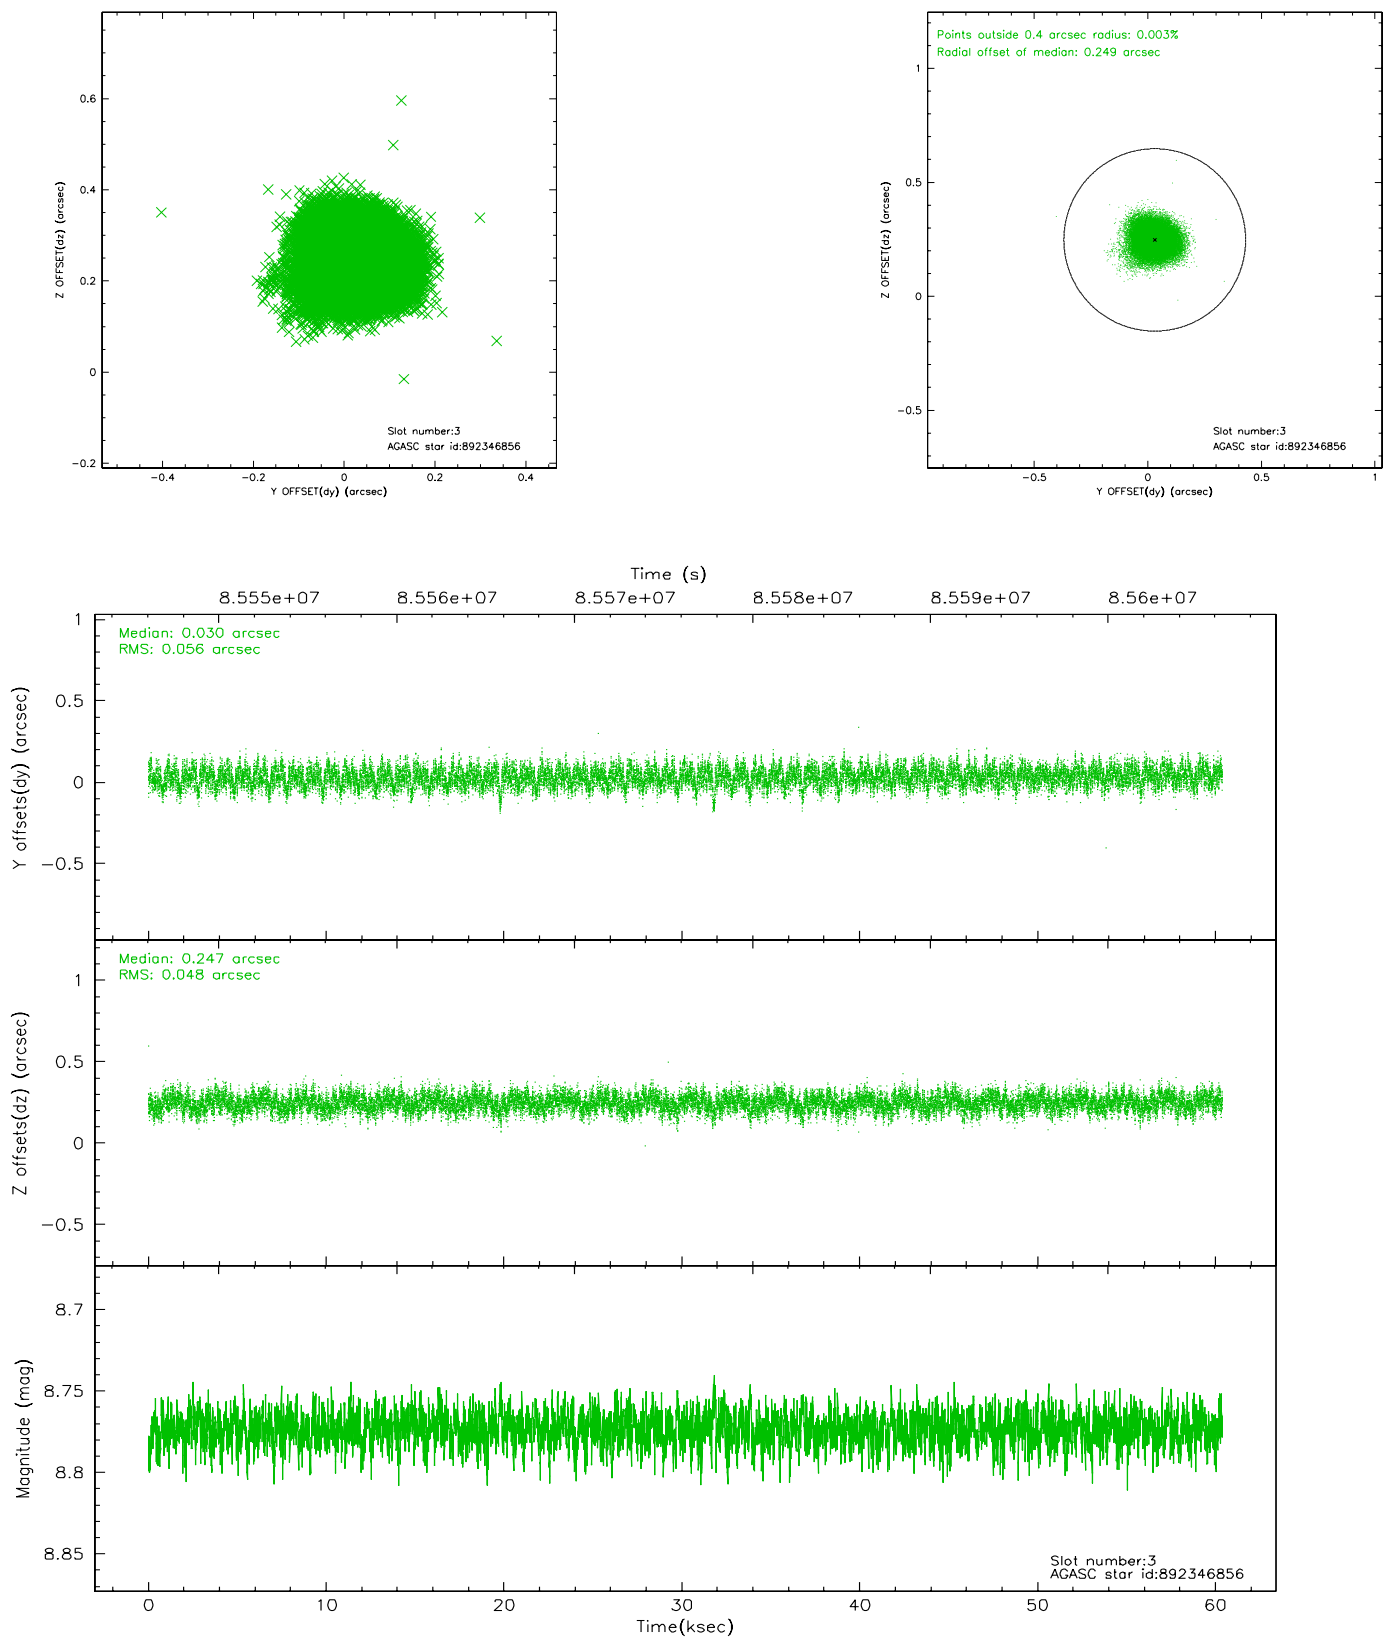 0.6
0.4
0.2
0
−0.2
Z OFFSET(dz) (arcsec)
Slot number:3
AGASC star id:892346856
−0.4 −0.2 0 0.2 0.4
Y OFFSET(dy) (arcsec)
Points outside 0.4 arcsec radius: 0.003%
Radial offset of median: 0.249 arcsec
1
0.5
0
−0.5
Z OFFSET(dz) (arcsec)
Slot number:3
AGASC star id:892346856
−0.5 0 0.5 1
Y OFFSET(dy) (arcsec)
Time (s)
8.555e+07 8.556e+07 8.557e+07 8.558e+07 8.559e+07 8.56e+07
Median: 0.030 arcsec
RMS: 0.056 arcsec
1
0.5
0
−0.5
Y offsets(dy) (arcsec)
Median: 0.247 arcsec
RMS: 0.048 arcsec
1
0.5
0
−0.5
Z offsets(dz) (arcsec)
8.7
8.75
8.8
8.85
Magnitude (mag)
Slot number:3
AGASC star id:892346856
0 10 20 30 40 50 60
Time(ksec)